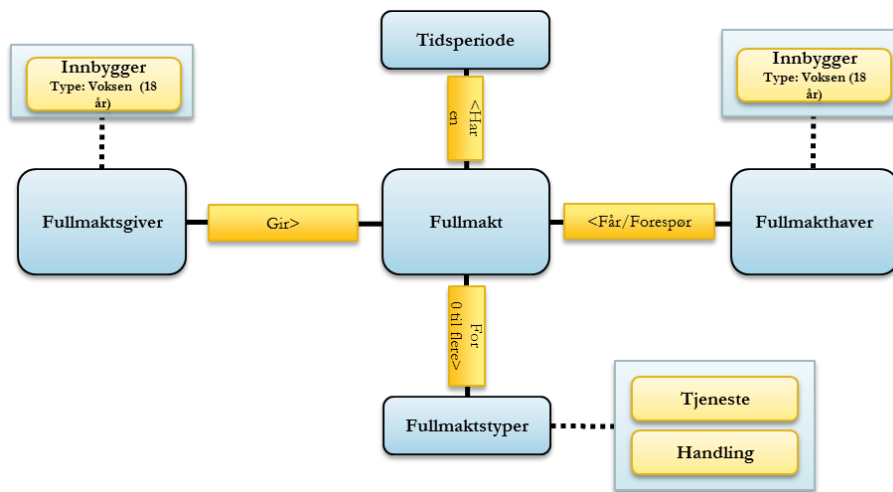 Tidsperiode
Innbygger
Type: Voksen (18
år)
Innbygger
Type: Voksen (18
år)
<Har
en
Fullmaktsgiver
Gir>
Fullmakt
<Får/Forespør
Fullmakthaver
For
0 til flere>
Fullmaktstyper
Tjeneste
Handling